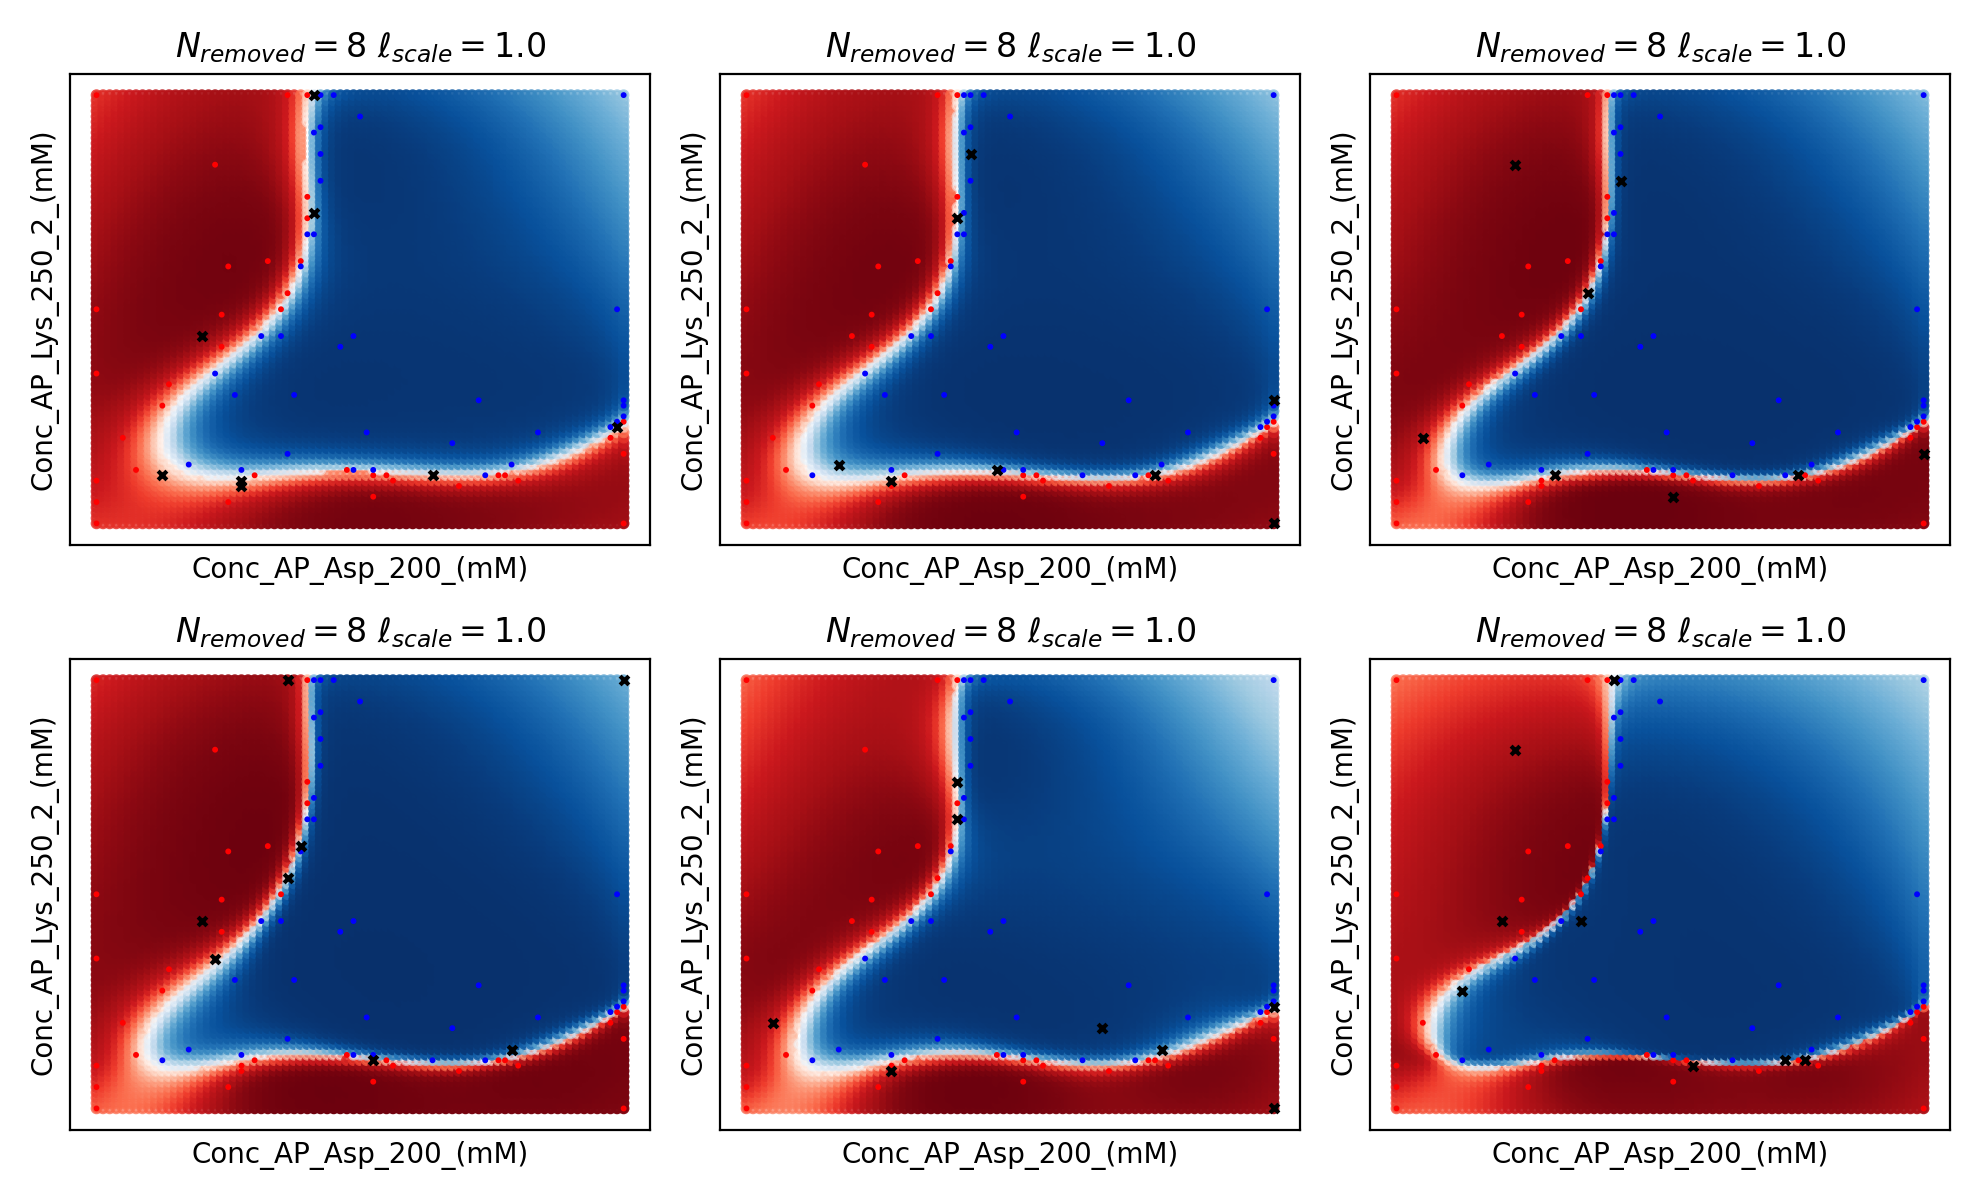 N_removed = 8 ℓ_scale = 1.0
N_removed = 8 ℓ_scale = 1.0
N_removed = 8 ℓ_scale = 1.0
Conc_AP_Lys_250_2_(mM)
Conc_AP_Lys_250_2_(mM)
Conc_AP_Lys_250_2_(mM)
Conc_AP_Asp_200_(mM)
Conc_AP_Asp_200_(mM)
Conc_AP_Asp_200_(mM)
N_removed = 8 ℓ_scale = 1.0
N_removed = 8 ℓ_scale = 1.0
N_removed = 8 ℓ_scale = 1.0
Conc_AP_Lys_250_2_(mM)
Conc_AP_Lys_250_2_(mM)
Conc_AP_Lys_250_2_(mM)
Conc_AP_Asp_200_(mM)
Conc_AP_Asp_200_(mM)
Conc_AP_Asp_200_(mM)